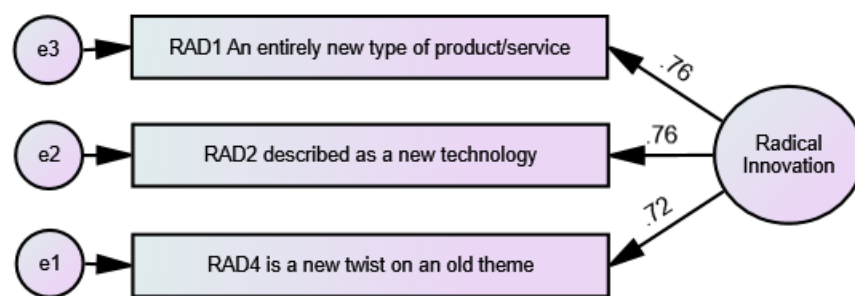 e3
RAD1 An entirely new type of product/service
.76
e2
RAD2 described as a new technology
.76
Radical
Innovation
e1
RAD4 is a new twist on an old theme
.72